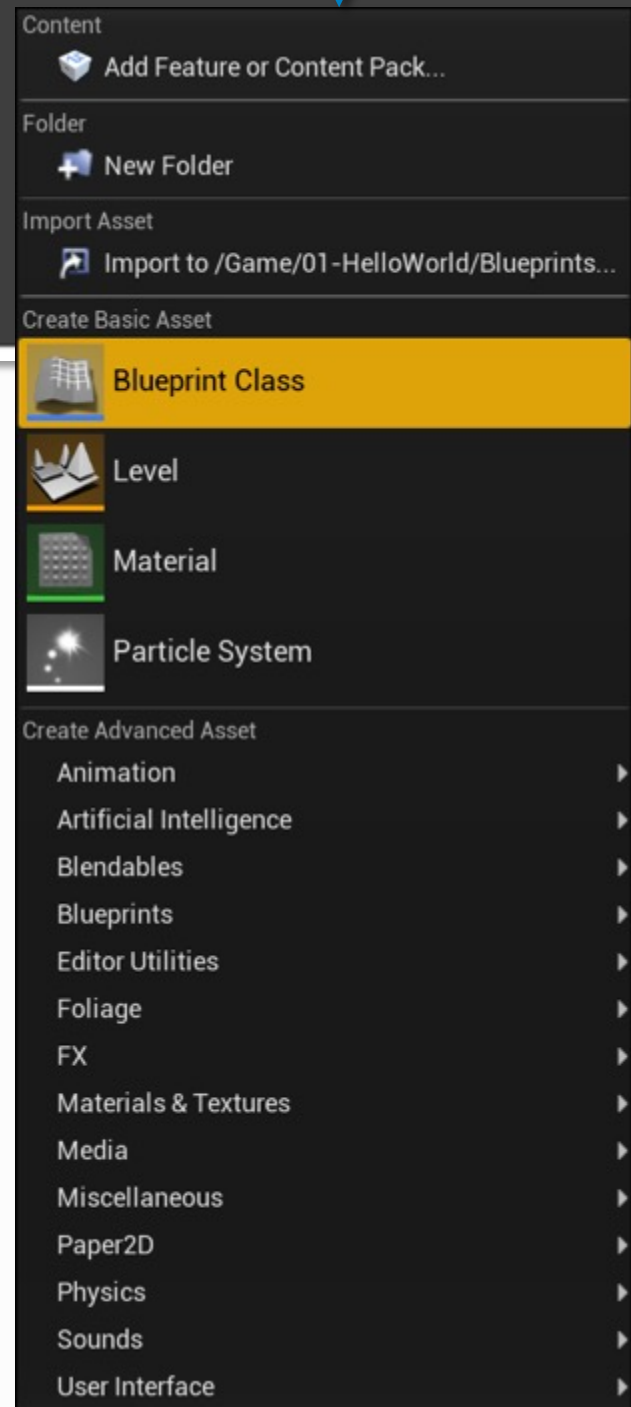 Content
Add Feature or Content Pack...
Folder
New Folder
Import Asset
Import to /Game/01-HelloWorld/Blueprints...
Create Basic Asset
Blueprint Class
Level
Material
Particle System
Create Advanced Asset
Animation
Artificial Intelligence
Blendables
Blueprints
Editor Utilities
Foliage
FX
Materials & Textures
Media
Miscellaneous
Paper2D
Physics
Sounds
User Interface